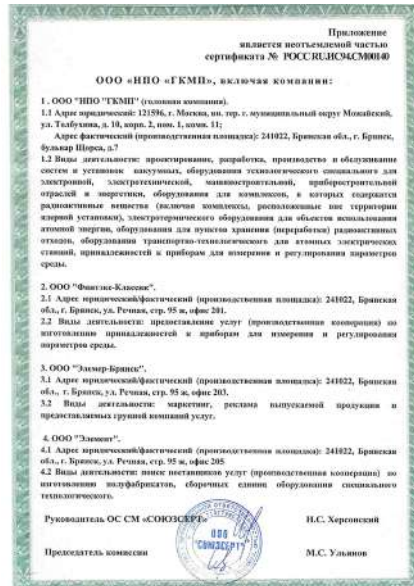 Приложение
является неотъемлемой частью
сертификата № РОСС RU.ИС94.СМ00140
ООО «НПО «ГКМП», включая компании:
1 . ООО "НПО "ГКМП" (головная компания).
1.1 Адрес юридический: 121596, г. Москва, вн. тер. г. муниципальный округ Можайский,
ул. Толбухина, д. 10, корп. 2, пом. 1, комн. 11;
Адрес фактический (производственная площадка): 241022, Брянская обл., г. Брянск,
бульвар Щорса, д.7
1.2 Виды деятельности: проектирование, разработка, производство и обслуживание
систем и установок вакуумных, оборудования технологического специального для
электронной, электротехнической, машиностроительной, приборостроительной
отраслей и энергетики, оборудования для комплексов, в которых содержатся
радиоактивные вещества (включая комплексы, расположенные вне территории
ядерной установки), электротермического оборудования для объектов использования
атомной энергии, оборудования для пунктов хранения (переработки) радиоактивных
отходов, оборудования транспортно-технологического для атомных электрических
станций, принадлежностей к приборам для измерения и регулирования параметров
среды.
2. ООО "Финтэкс-Классик".
2.1 Адрес юридический/фактический (производственная площадка): 241022, Брянская
обл., г. Брянск, ул. Речная, стр. 95 ж, офис 201.
2.2 Виды деятельности: предоставление услуг (производственная кооперация) по
изготовлению принадлежностей к приборам для измерения и регулирования
параметров среды.
3. ООО "Элемер-Брянск".
3.1 Адрес юридический/фактический (производственная площадка): 241022, Брянская
обл., г. Брянск, ул. Речная, стр. 95 ж, офис 203.
3.2 Виды деятельности: маркетинг, реклама выпускаемой продукции и
предоставляемых группой компаний услуг.
4. ООО "Элемент".
4.1 Адрес юридический/фактический (производственная площадка): 241022, Брянская
обл., г. Брянск, ул. Речная, стр. 95 ж, офис 205
4.2 Виды деятельности: поиск поставщиков услуг (производственная кооперация) по
изготовлению полуфабрикатов, сборочных единиц оборудования специального
технологического.
Руководитель ОС СМ «СОЮЗСЕРТ» Н.С. Херсонский
ООО
"СОЮЗСЕРТ"
Председатель комиссии М.С. Ульянов